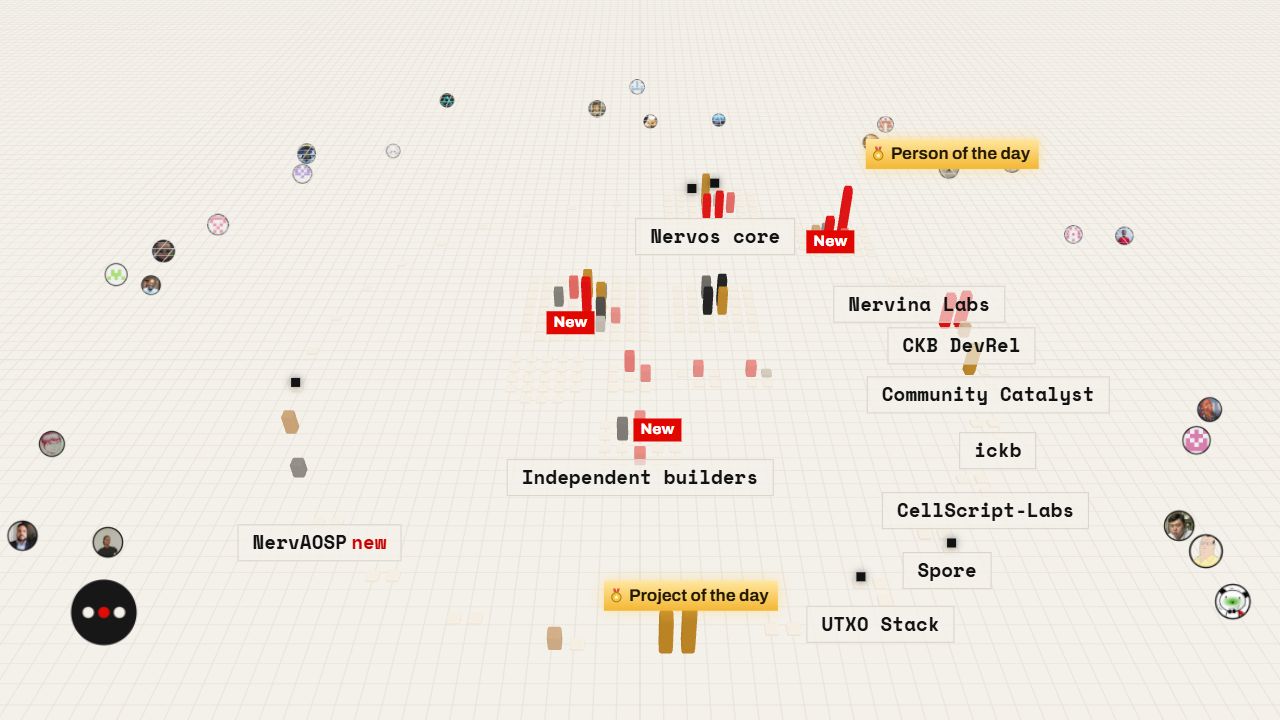 Person of the day
Nervos core
New
Nervina Labs
New
CKB DevRel
Community Catalyst
New
ickb
Independent builders
CellScript-Labs
NervAOSP new
Spore
Project of the day
UTXO Stack